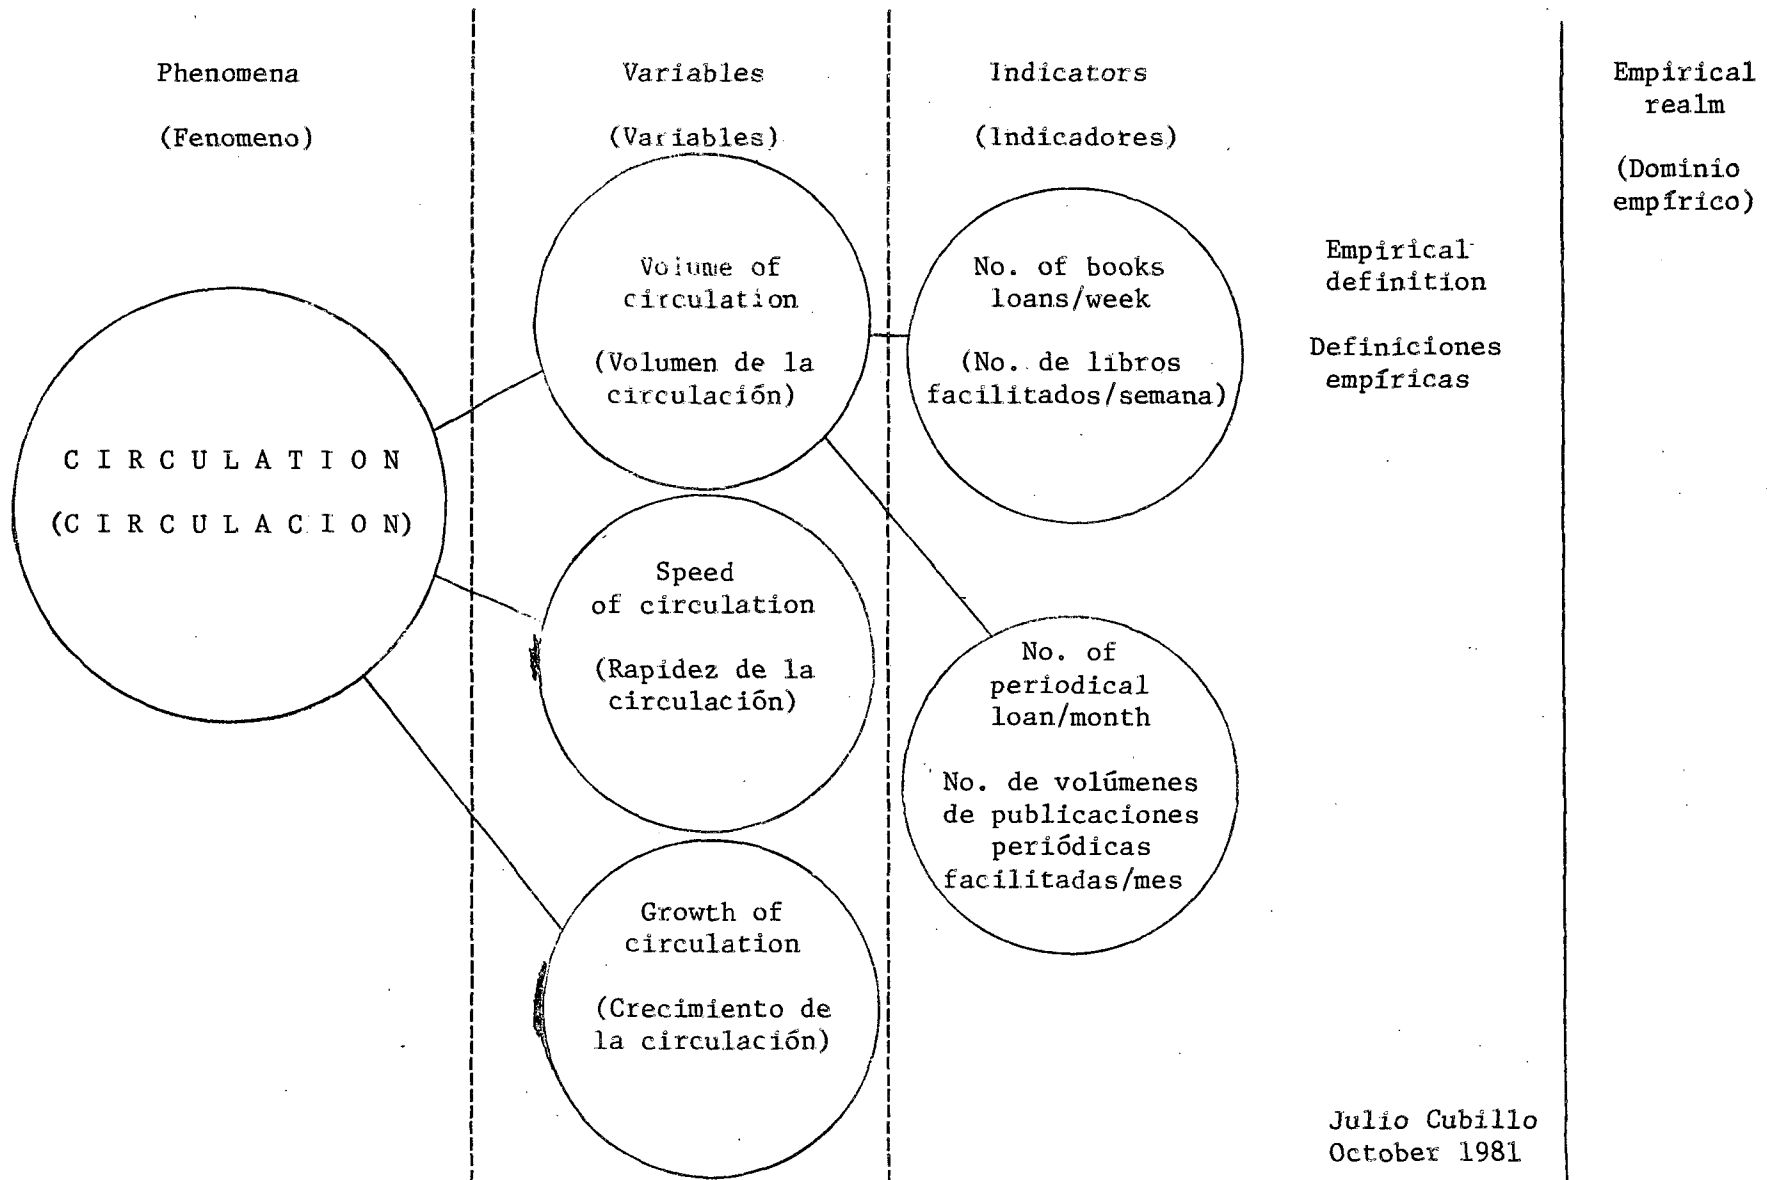 Phenomena
(Fenomeno)
Variables
(Variables)
Indicators
(Indicadores)
Empirical
realm
(Dominio
empírico)
C I R C U L A T I O N
(C I R C U L A C I O N)
Volume of
circulation
(Volumen de la
circulación)
Speed
of circulation
(Rapidez de la
circulación)
Growth of
circulation
(Crecimiento de
la circulación)
No. of books
loans/week
(No. de libros
facilitados/semana)
No. of
periodical
loan/month
No. de volúmenes
de publicaciones
periódicas
facilitadas/mes
Empirical
definition
Definiciones
empíricas
Julio Cubillo
October 1981